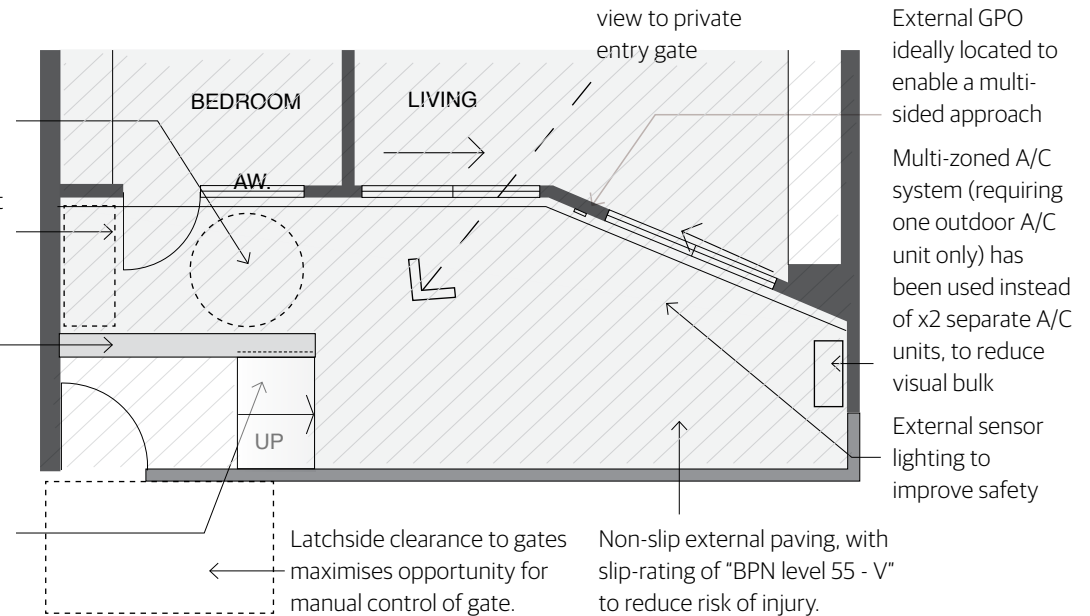 view to private
entry gate
External GPO
ideally located to
enable a multi-
sided approach
BEDROOM
LIVING
AW.
Multi-zoned A/C
system (requiring
one outdoor A/C
unit only) has
been used instead
of x2 separate A/C
units, to reduce
visual bulk
UP
External sensor
lighting to
improve safety
Latchside clearance to gates
maximises opportunity for
manual control of gate.
Non-slip external paving, with
slip-rating of "BPN level 55 - V"
to reduce risk of injury.